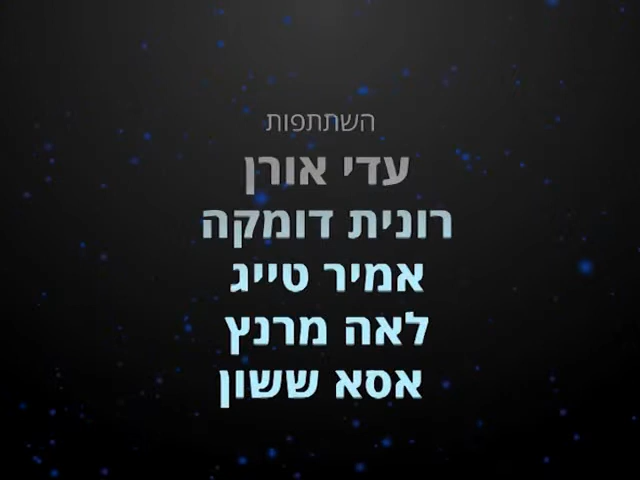 השתתפות
עדי אורן
רונית דומקה
אמיר טייג
לאה מרנץ
אסא ששון